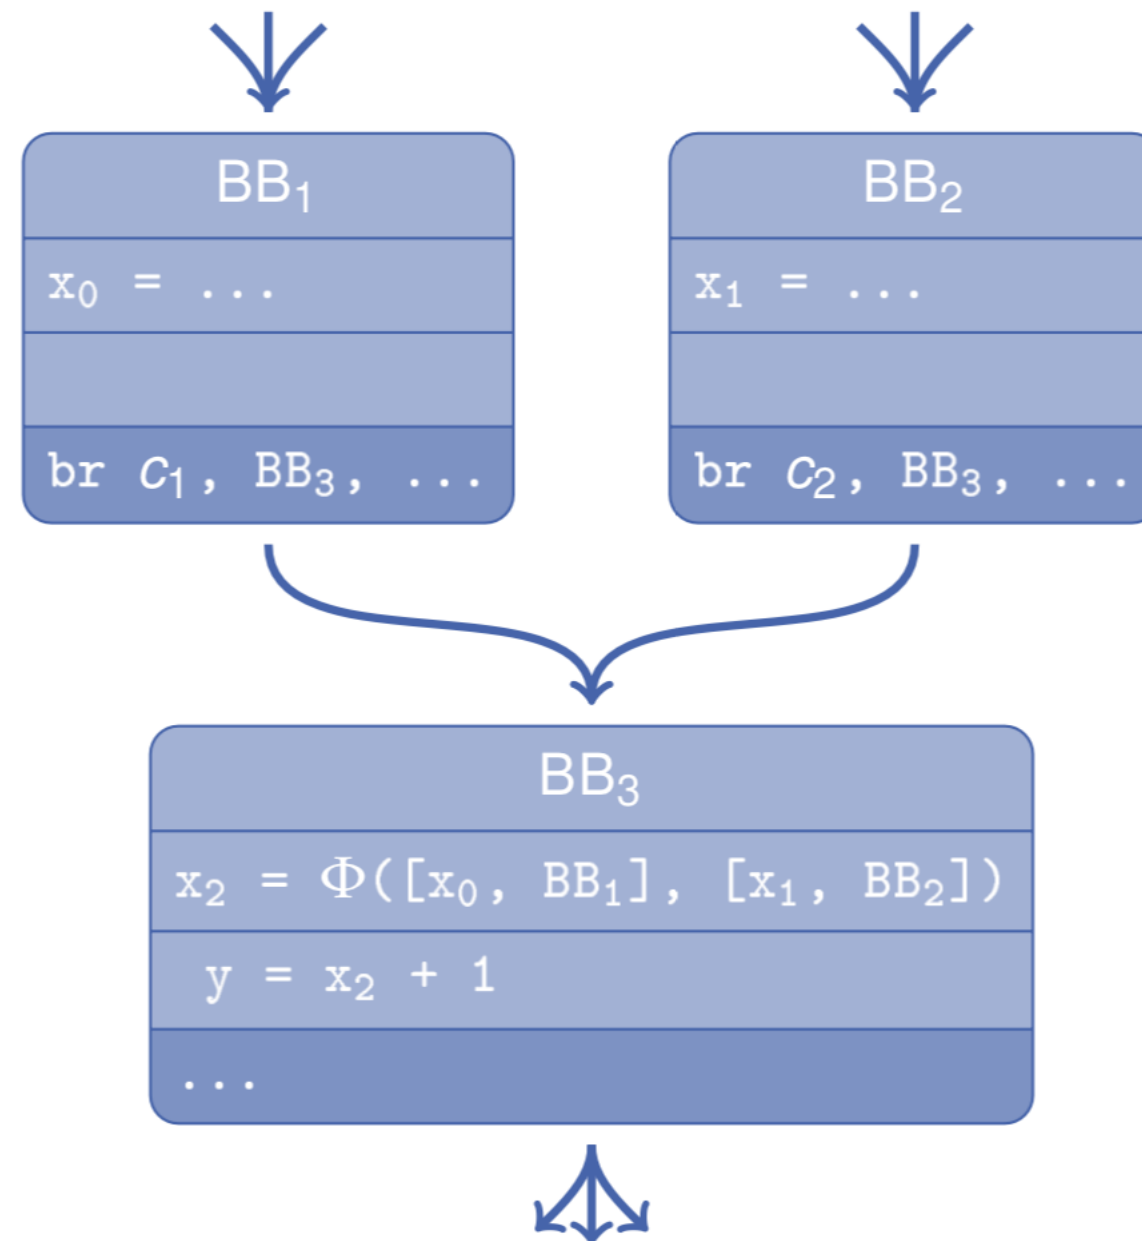 BB₁
x₀ = ...
br c₁, BB₃, ...
BB₂
x₁ = ...
br c₂, BB₃, ...
BB₃
x₂ = Φ([x₀, BB₁], [x₁, BB₂])
y = x₂ + 1
...